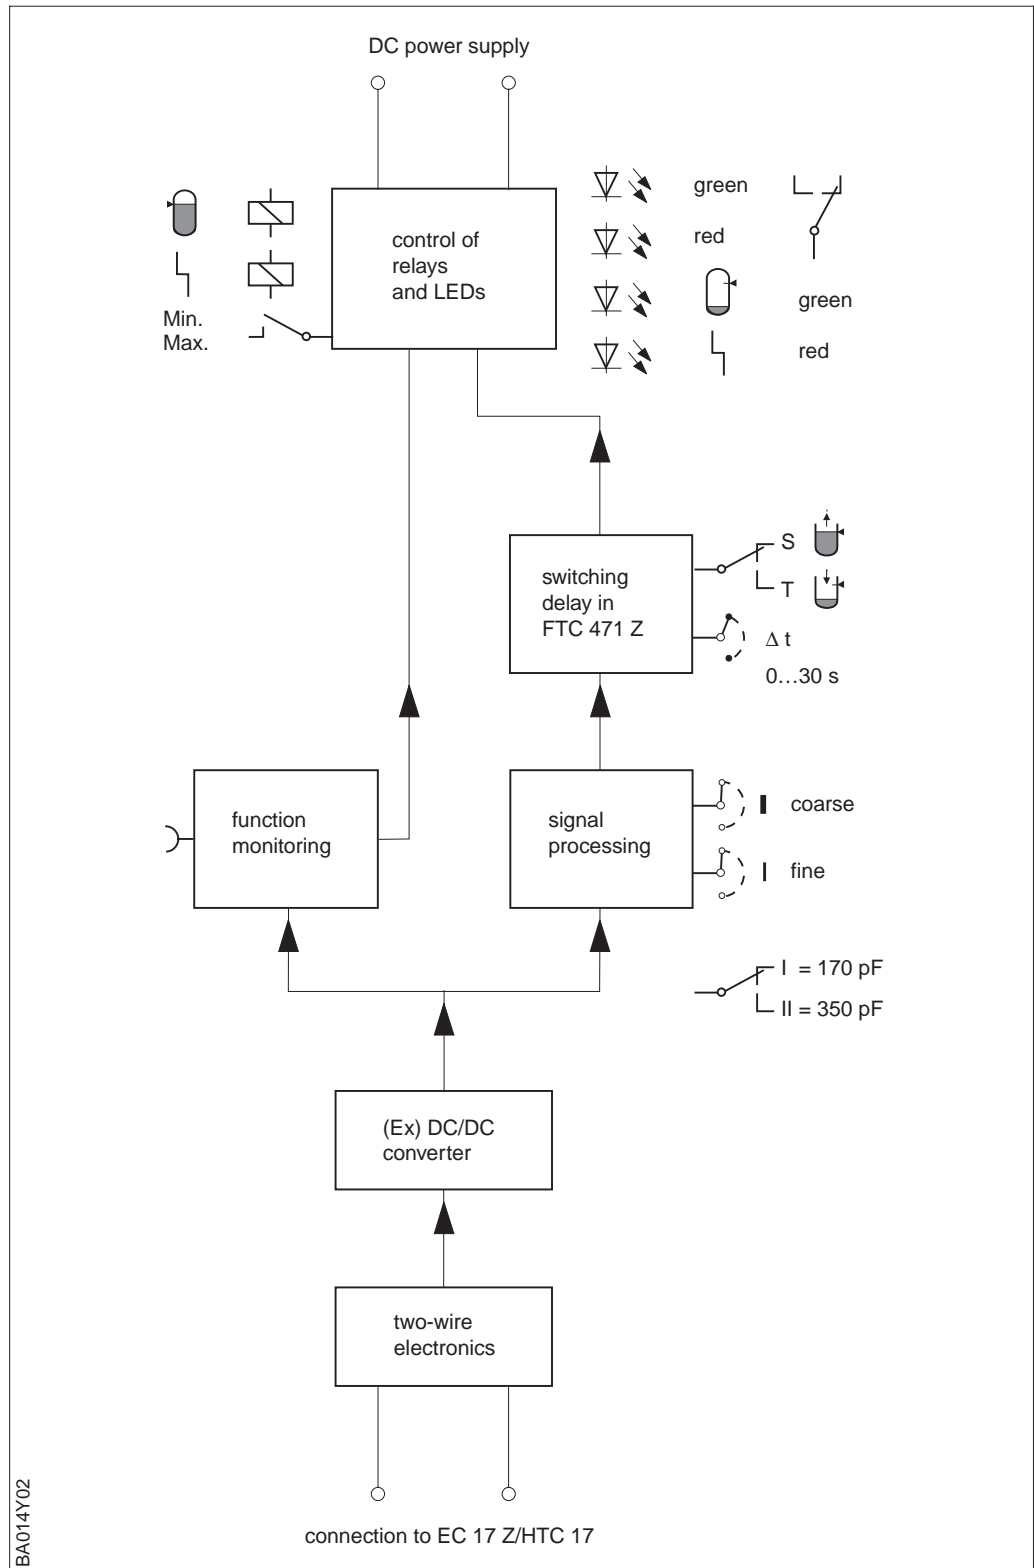 DC power supply
control of
relays
and LEDs
Min.
Max.
green
red
green
red
switching
delay in
FTC 471 Z
S
T
Δ t
0…30 s
function
monitoring
signal
processing
coarse
fine
I = 170 pF
II = 350 pF
(Ex) DC/DC
converter
two-wire
electronics
connection to EC 17 Z/HTC 17
BA014Y02